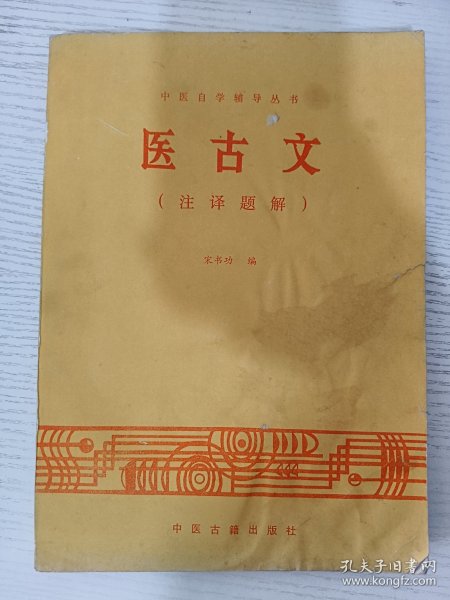 中医自学辅导丛书
医古文
(注译题解)
宋书功 编
中医古籍出版社
孔夫子旧书网
www.kongfz.com